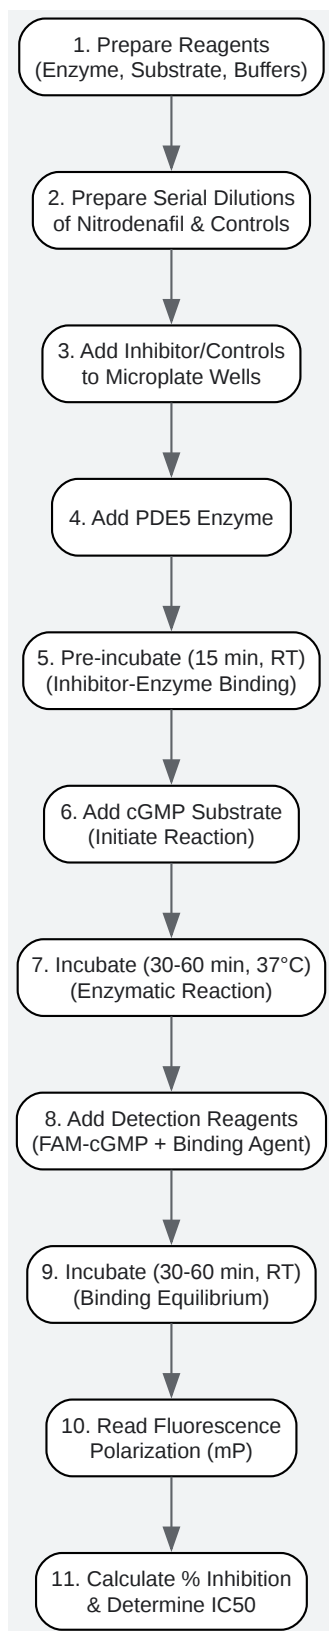 1. Prepare Reagents
(Enzyme, Substrate, Buffers)
2. Prepare Serial Dilutions
of Nitrodenafil & Controls
3. Add Inhibitor/Controls
to Microplate Wells
4. Add PDE5 Enzyme
5. Pre-incubate (15 min, RT)
(Inhibitor-Enzyme Binding)
6. Add cGMP Substrate
(Initiate Reaction)
7. Incubate (30-60 min, 37°C)
(Enzymatic Reaction)
8. Add Detection Reagents
(FAM-cGMP + Binding Agent)
9. Incubate (30-60 min, RT)
(Binding Equilibrium)
10. Read Fluorescence
Polarization (mP)
11. Calculate % Inhibition
& Determine IC50